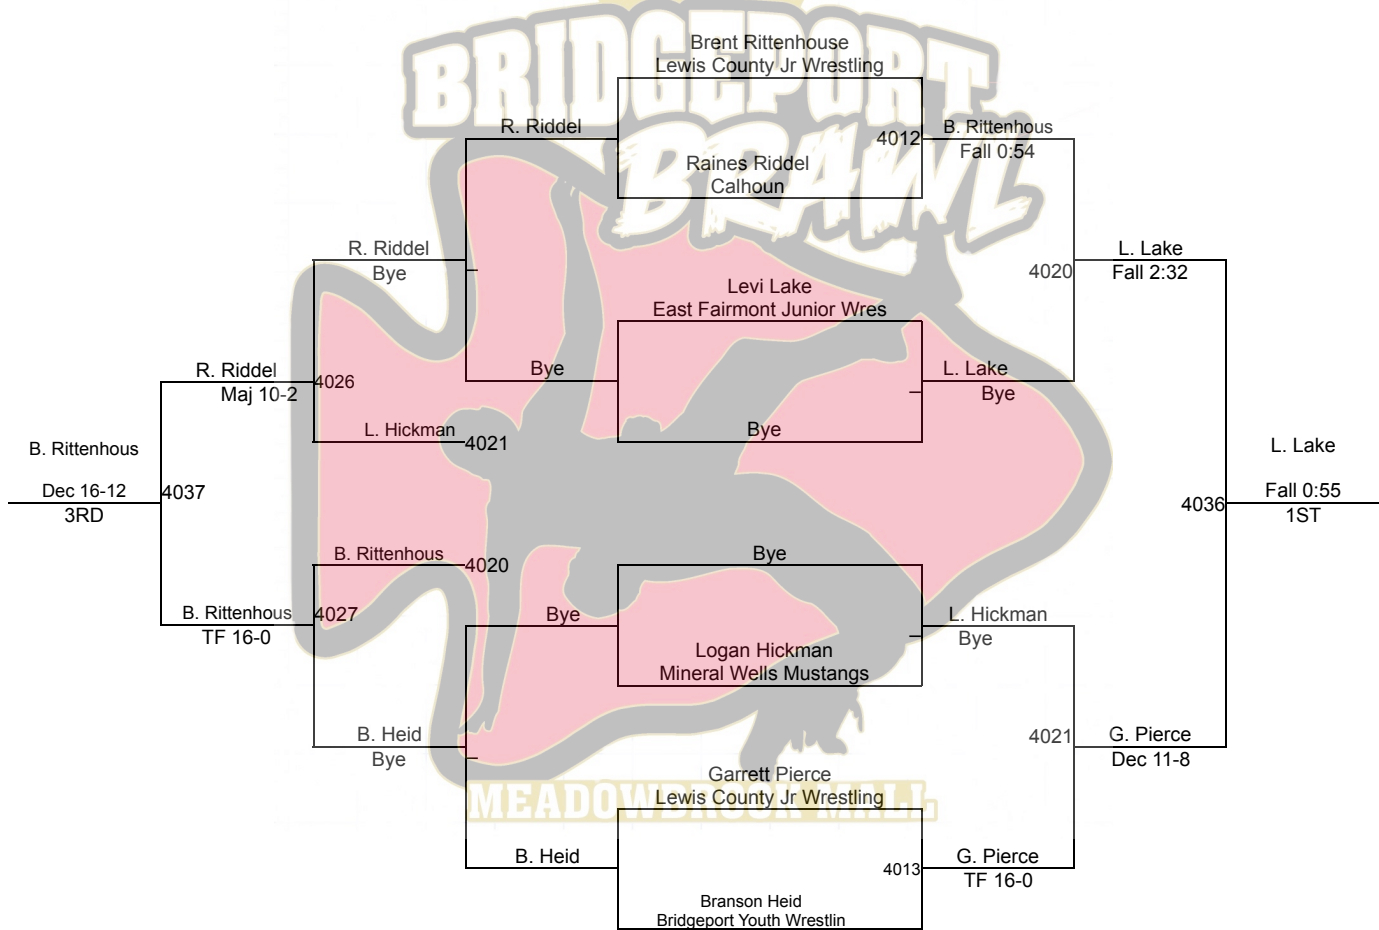 BRIDGEPORT
BRAWL
Brent Rittenhouse
Lewis County Jr Wrestling
R. Riddel
4012
B. Rittenhous
Fall 0:54
Raines Riddel
Calhoun
R. Riddel
Bye
4020
L. Lake
Fall 2:32
Levi Lake
East Fairmont Junior Wres
Bye
L. Lake
Bye
R. Riddel
Maj 10-2
4026
L. Hickman
4021
Bye
B. Rittenhous
Dec 16-12
3RD
4037
L. Lake
4036
Fall 0:55
1ST
B. Rittenhous
4020
Bye
B. Rittenhous
TF 16-0
4027
Bye
L. Hickman
Bye
Logan Hickman
Mineral Wells Mustangs
B. Heid
Bye
4021
G. Pierce
Dec 11-8
Garrett Pierce
Lewis County Jr Wrestling
MEADOWBROOK MALL
B. Heid
4013
G. Pierce
TF 16-0
Branson Heid
Bridgeport Youth Wrestlin